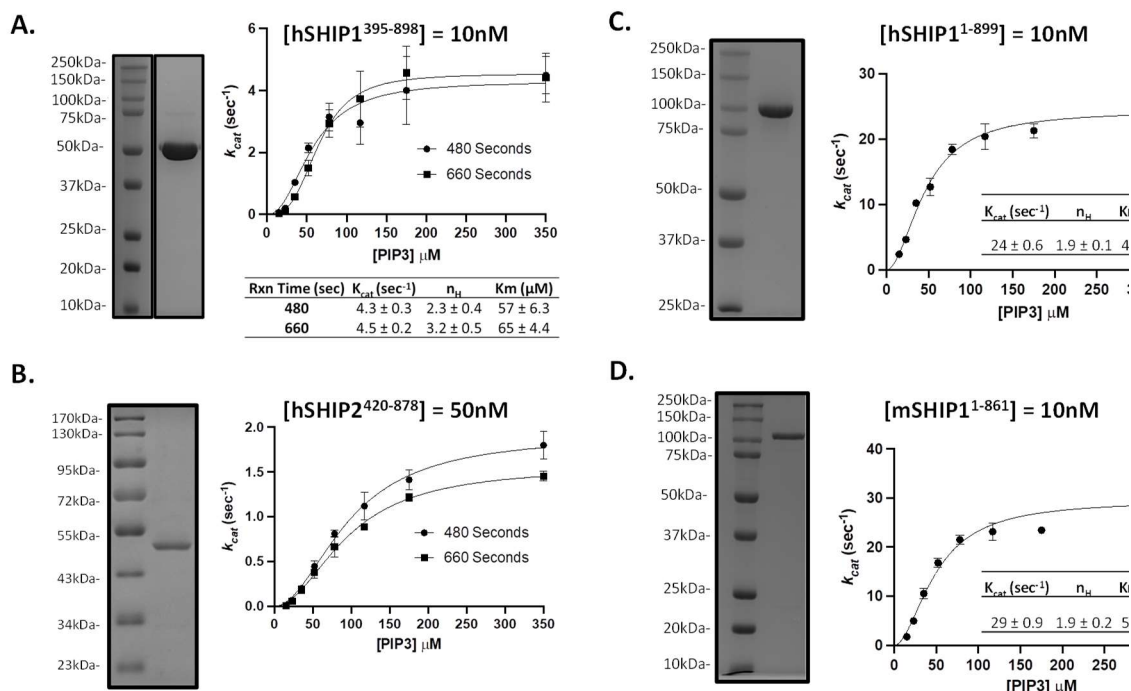 A.
[hSHIP1395-898] = 10nM
250kDa-
150kDa-
100kDa-
75kDa-
50kDa-
37kDa-
25kDa-
20kDa-
10kDa-
6
4
2
0
kcat (sec-1)
480 Seconds
660 Seconds
0 50 100 150 200 250 300 350
[PIP3] μM
Rxn Time (sec) Kcat (sec-1) nH Km (μM)
480 4.3 ± 0.3 2.3 ± 0.4 57 ± 6.3
660 4.5 ± 0.2 3.2 ± 0.5 65 ± 4.4
B.
[hSHIP2420-878] = 50nM
170kDa-
130kDa-
95kDa-
72kDa-
55kDa-
43kDa-
34kDa-
23kDa-
2.0
1.5
1.0
0.5
0.0
kcat (sec-1)
480 Seconds
660 Seconds
0 50 100 150 200 250 300 350
[PIP3] μM
C.
[hSHIP11-899] = 10nM
250kDa-
150kDa-
100kDa-
75kDa-
50kDa-
37kDa-
25kDa-
30
20
10
0
kcat (sec-1)
Kcat (sec-1) nH Km
24 ± 0.6 1.9 ± 0.1 4
0 50 100 150 200 250
[PIP3] μM
D.
[mSHIP11-861] = 10nM
250kDa-
150kDa-
100kDa-
75kDa-
50kDa-
37kDa-
25kDa-
20kDa-
10kDa-
40
30
20
10
0
kcat (sec-1)
Kcat (sec-1) nH Km
29 ± 0.9 1.9 ± 0.2 5
0 50 100 150 200 250
[PIP3] μM